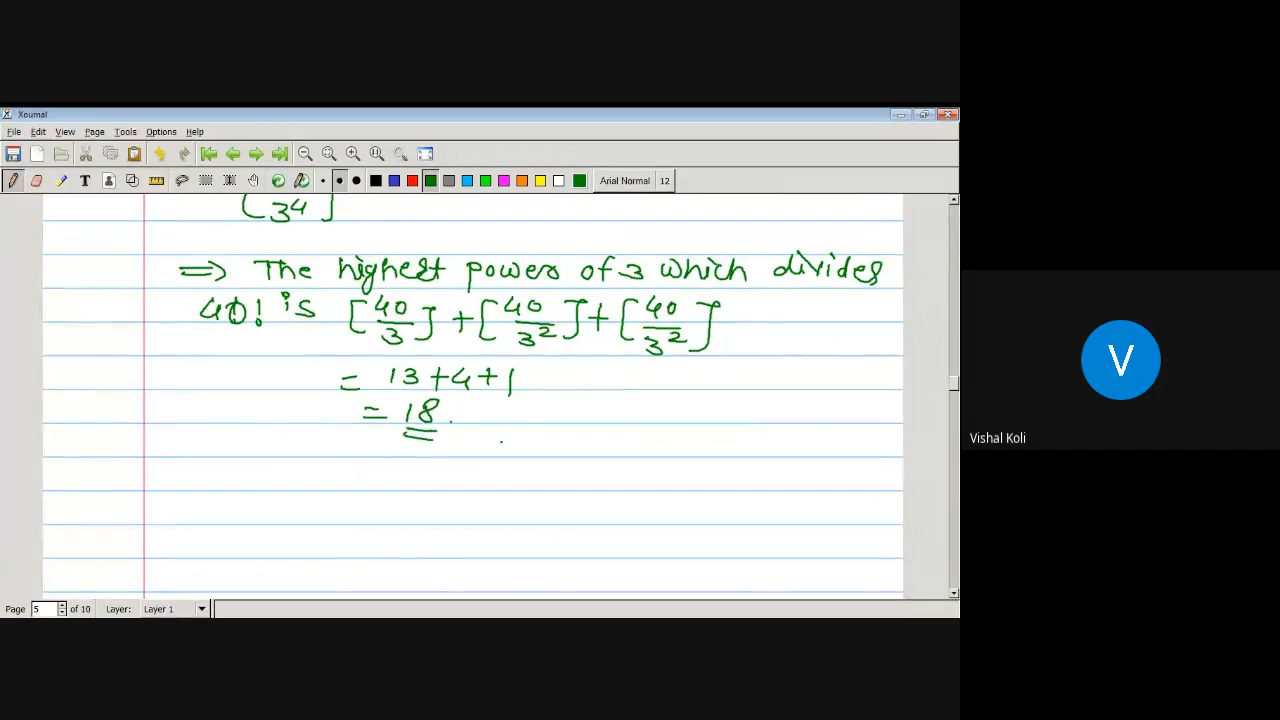 Xournal
File Edit View Page Tools Options Help
T Arial Normal 12
[ 3⁴ ]
⇒ The highest power of 3 which divides
40! is [40/3] + [40/3²] + [40/3²]
= 13+4+1
= 18.
V
Vishal Koli
Page 5 of 10 Layer: Layer 1